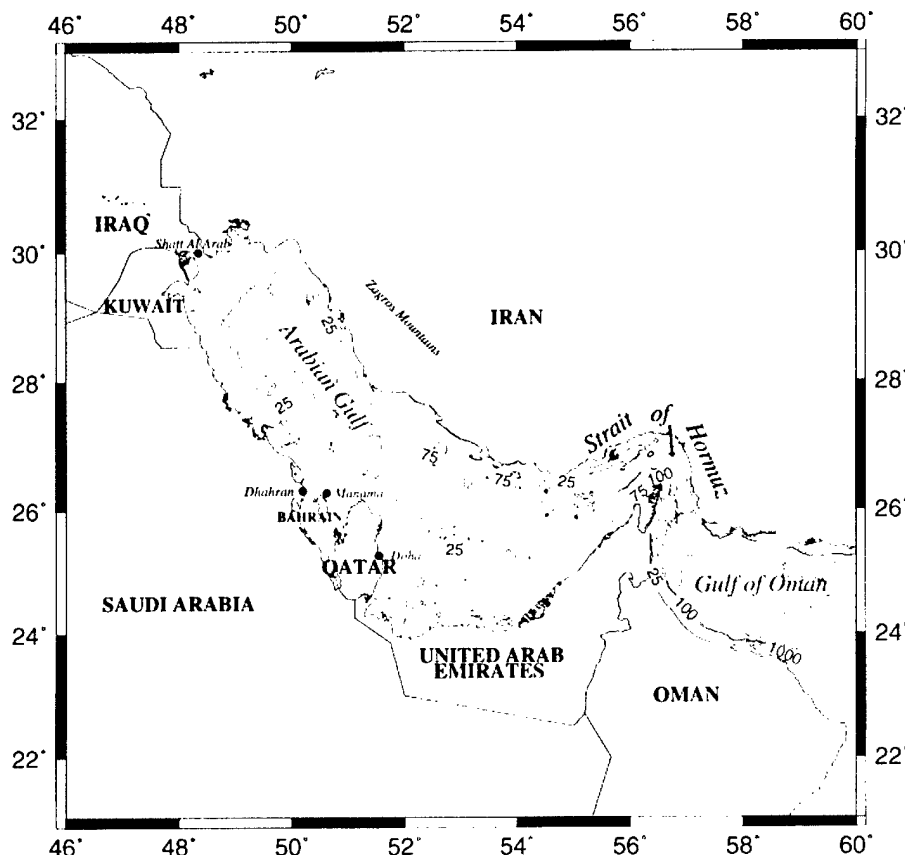 46° 48° 50° 52° 54° 56° 58° 60°
32° 32°
IRAQ
Shatt Al Arab
30° 30°
KUWAIT
25
Zagros Mountains
IRAN
Arabian Gulf
28° 28°
25
Strait of Hormuz
75
75
25
100
75
Dhahran
Manama
26° 26°
BAHRAIN
25
Doha
QATAR
25
Gulf of Oman
SAUDI ARABIA
100
24° 24°
1000
UNITED ARAB
EMIRATES
OMAN
22° 22°
46° 48° 50° 52° 54° 56° 58° 60°